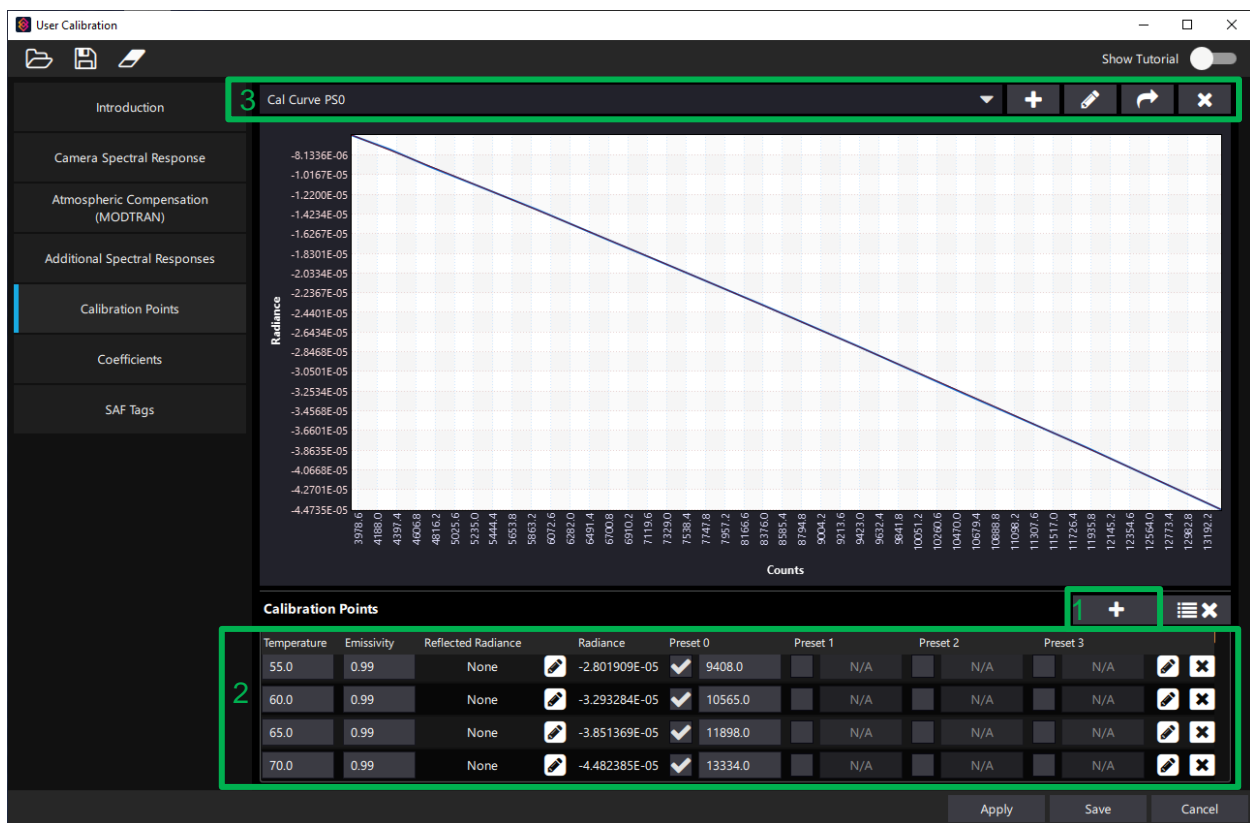 User Calibration
Show Tutorial
Introduction
Camera Spectral Response
Atmospheric Compensation
(MODTRAN)
Additional Spectral Responses
Calibration Points
Coefficients
SAF Tags
3 Cal Curve PS0
Radiance
-8.1336E-06
-1.0167E-05
-1.2200E-05
-1.4234E-05
-1.6267E-05
-1.8301E-05
-2.0334E-05
-2.2367E-05
-2.4401E-05
-2.6434E-05
-2.8468E-05
-3.0501E-05
-3.2534E-05
-3.4568E-05
-3.6601E-05
-3.8635E-05
-4.0668E-05
-4.2701E-05
-4.4735E-05
3978.6 4188.0 4397.4 4606.8 4816.2 5025.6 5235.0 5444.4 5653.8 5863.2 6072.6 6282.0 6491.4 6700.8 6910.2 7119.6 7329.0 7538.4 7747.8 7957.2 8166.6 8376.0 8585.4 8794.8 9004.2 9213.6 9423.0 9632.4 9841.8 10051.2 10260.6 10470.0 10679.4 10888.8 11098.2 11307.6 11517.0 11726.4 11935.8 12145.2 12354.6 12564.0 12773.4 12982.8 13192.2
Counts
Calibration Points 1
2
Temperature Emissivity Reflected Radiance Radiance Preset 0 Preset 1 Preset 2 Preset 3
55.0 0.99 None -2.801909E-05 9408.0 N/A N/A N/A
60.0 0.99 None -3.293284E-05 10565.0 N/A N/A N/A
65.0 0.99 None -3.851369E-05 11898.0 N/A N/A N/A
70.0 0.99 None -4.482385E-05 13334.0 N/A N/A N/A
Apply Save Cancel